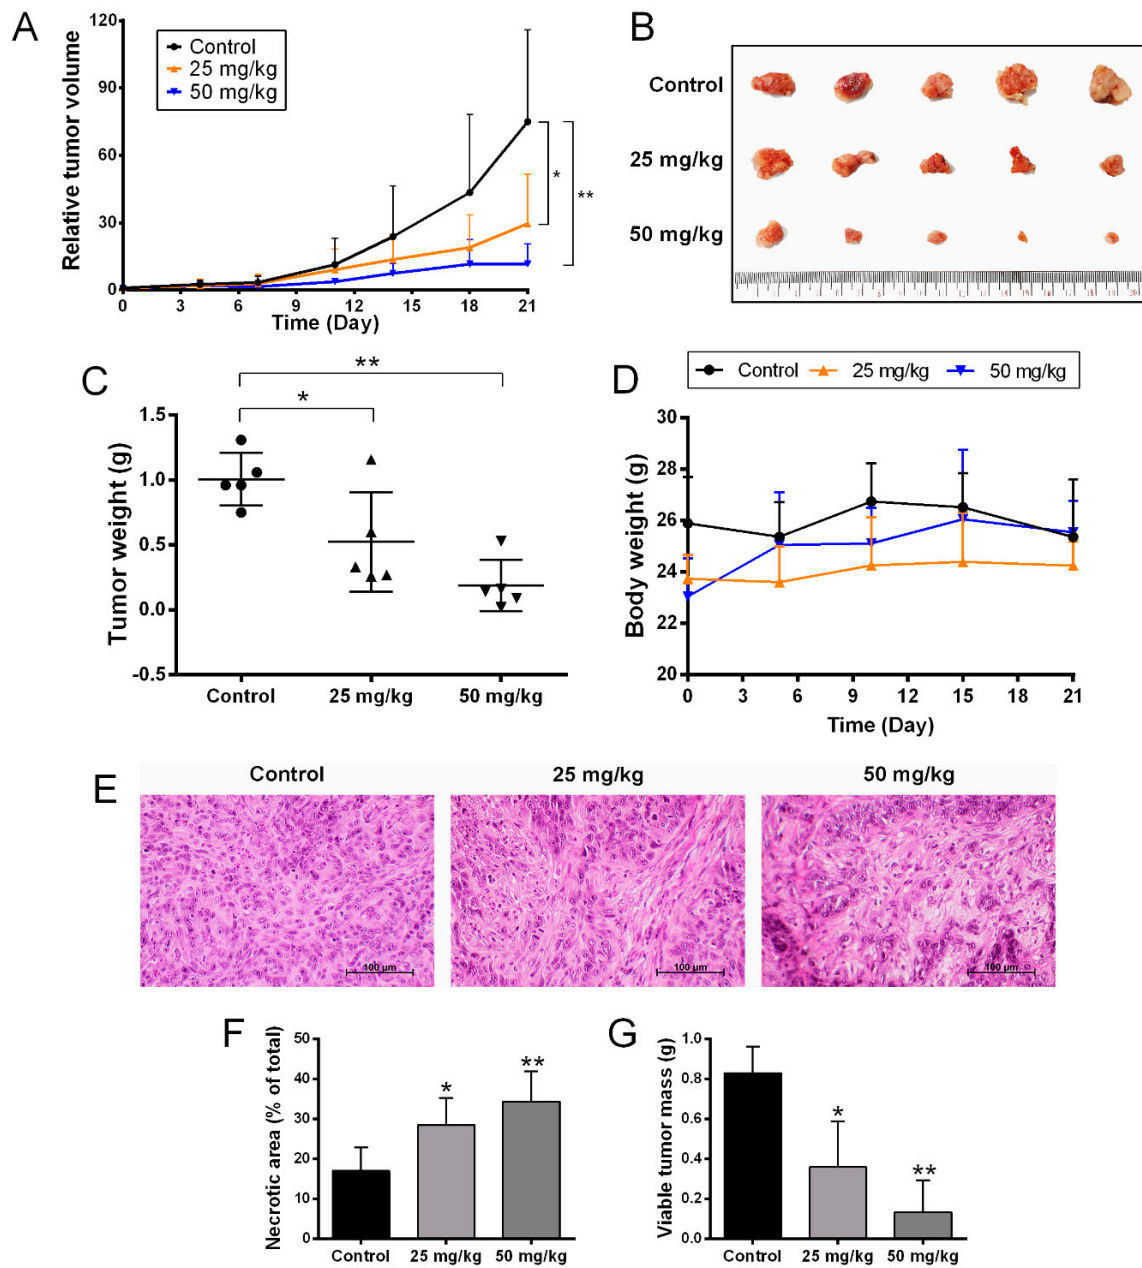 A
Relative tumor volume
120
90
60
30
0
Control
25 mg/kg
50 mg/kg
*
**
0 3 6 9 12 15 18 21
Time (Day)
B
Control
25 mg/kg
50 mg/kg
C
Tumor weight (g)
1.5
1.0
0.5
0.0
-0.5
*
**
Control 25 mg/kg 50 mg/kg
D
Control 25 mg/kg 50 mg/kg
Body weight (g)
30
28
26
24
22
20
0 3 6 9 12 15 18 21
Time (Day)
E
Control 25 mg/kg 50 mg/kg
100 µm 100 µm 100 µm
F
Necrotic area (% of total)
50
40
30
20
10
0
* **
Control 25 mg/kg 50 mg/kg
G
Viable tumor mass (g)
1.0
0.8
0.6
0.4
0.2
0.0
*
**
Control 25 mg/kg 50 mg/kg